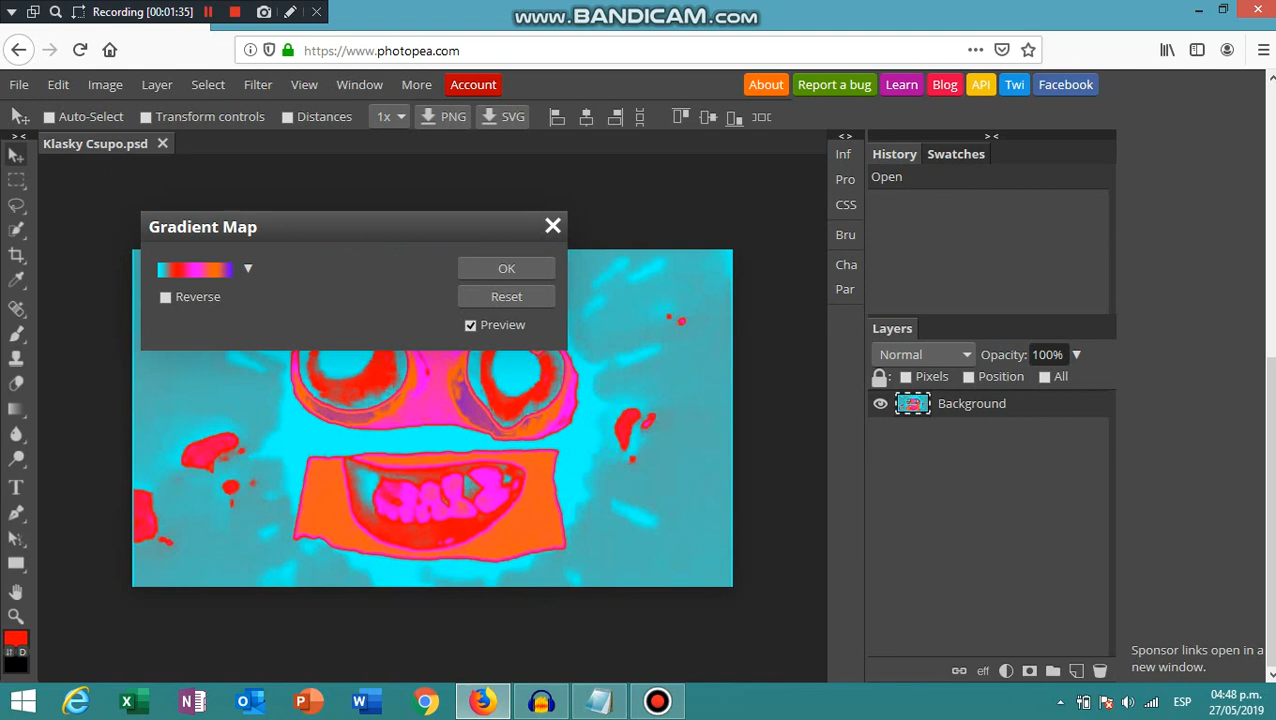 Recording [00:01:35]
www.BANDICAM.com
https://www.photopea.com
File Edit Image Layer Select Filter View Window More Account
About Report a bug Learn Blog API Twi Facebook
Auto-Select Transform controls Distances 1x PNG SVG
> < Klasky Csupo.psd < > > <
Inf History Swatches
Open
Pro
CSS
Bru
Cha
Par
Gradient Map
OK
Reverse Reset
Preview
Layers
Normal Opacity: 100%
Pixels Position All
Background
T
D
eff
Sponsor links open in a
new window.
ESP
04:48 p.m.
27/05/2019